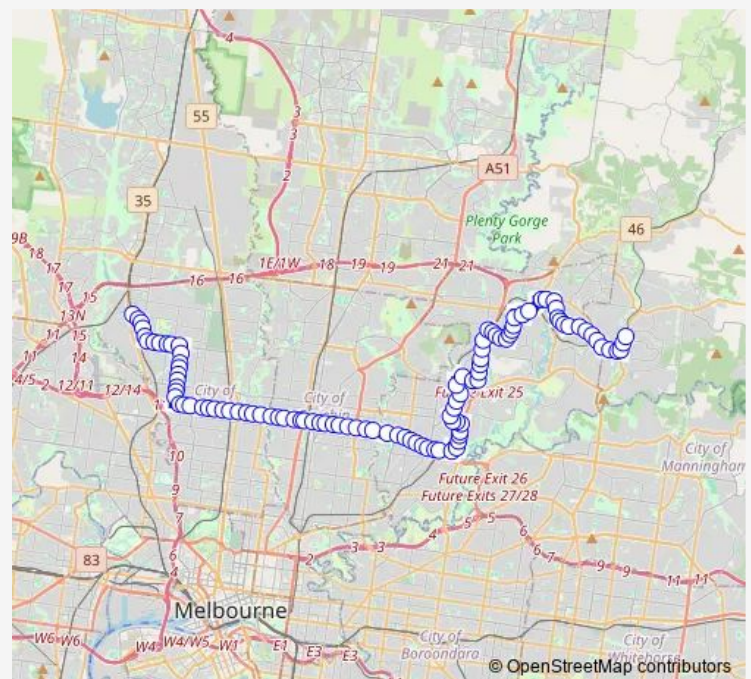 4
55
3
3
2
A51
35
Plenty Gorge
Park
46
9B
18
17
17
16
16
1E/1W
18
19
19
21
21
15
13N
11
15
11
14
4/5
2
12/11
12/14
City of
City of
Future Exit 25
10
9
9
City of
Manningham
Future Exit 26
Future Exits 27/28
7
6
6
4
83
2
3
3
4
5
5
6
7
9
9
11
11
Melbourne
W6
W6
W4
W4/W5
W1
E1
E3
E3
City of
Boroondara
City of
Whitehorse
© OpenStreetMap contributors